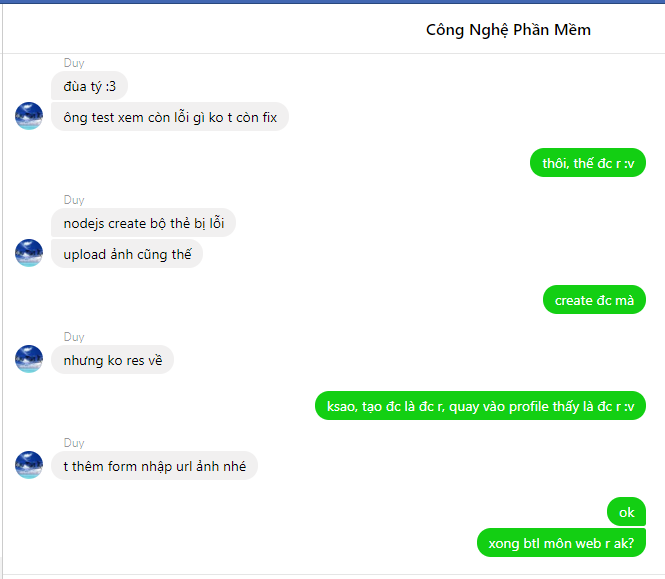 Công Nghệ Phần Mềm
Duy
đùa tý :3
ông test xem còn lỗi gì ko t còn fix
thôi, thế đc r :v
Duy
nodejs create bộ thẻ bị lỗi
upload ảnh cũng thế
create đc mà
Duy
nhưng ko res về
ksao, tạo đc là đc r, quay vào profile thấy là đc r :v
Duy
t thêm form nhập url ảnh nhé
ok
xong btl môn web r ak?